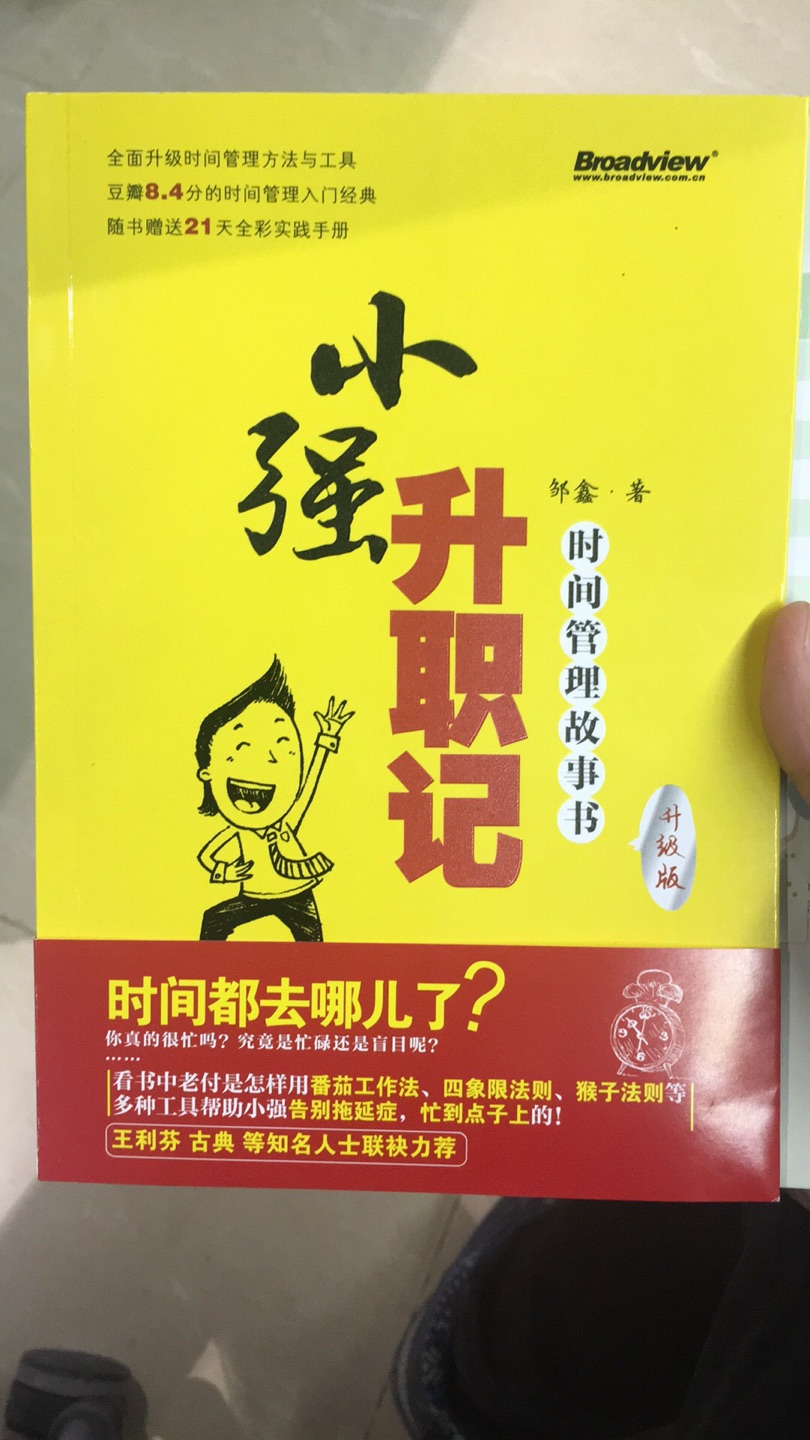 全面升级时间管理方法与工具
豆瓣8.4分的时间管理入门经典
随书赠送21天全彩实践手册
Broadview®
www.broadview.com.cn
小强
升职记
邹鑫·著
时间管理故事书
升级版
时间都去哪儿了?
你真的很忙吗?究竟是忙碌还是盲目呢?
……
看书中老付是怎样用番茄工作法、四象限法则、猴子法则等
多种工具帮助小强告别拖延症,忙到点子上的!
王利芬 古典 等知名人士联袂力荐